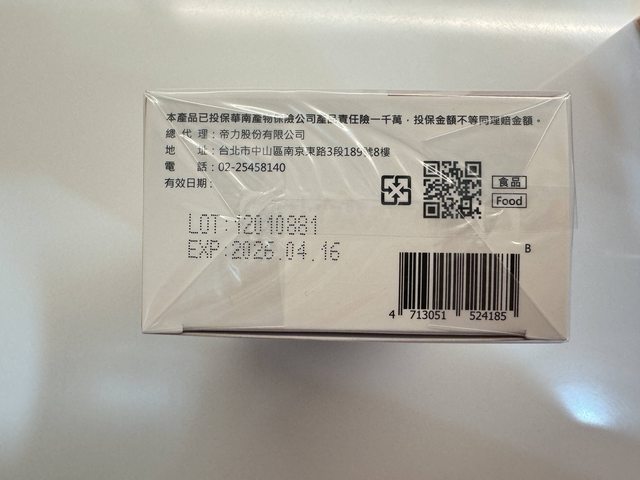 本產品已投保華南產物保險公司產品責任險一千萬，投保金額不等同理賠金額。
總 代 理：帝力股份有限公司
地 址：台北市中山區南京東路3段189號8樓
電 話：02-25458140
有效日期：
食品
Food
LOT:12010881
EXP:2026.04.16
B
4 713051 524185